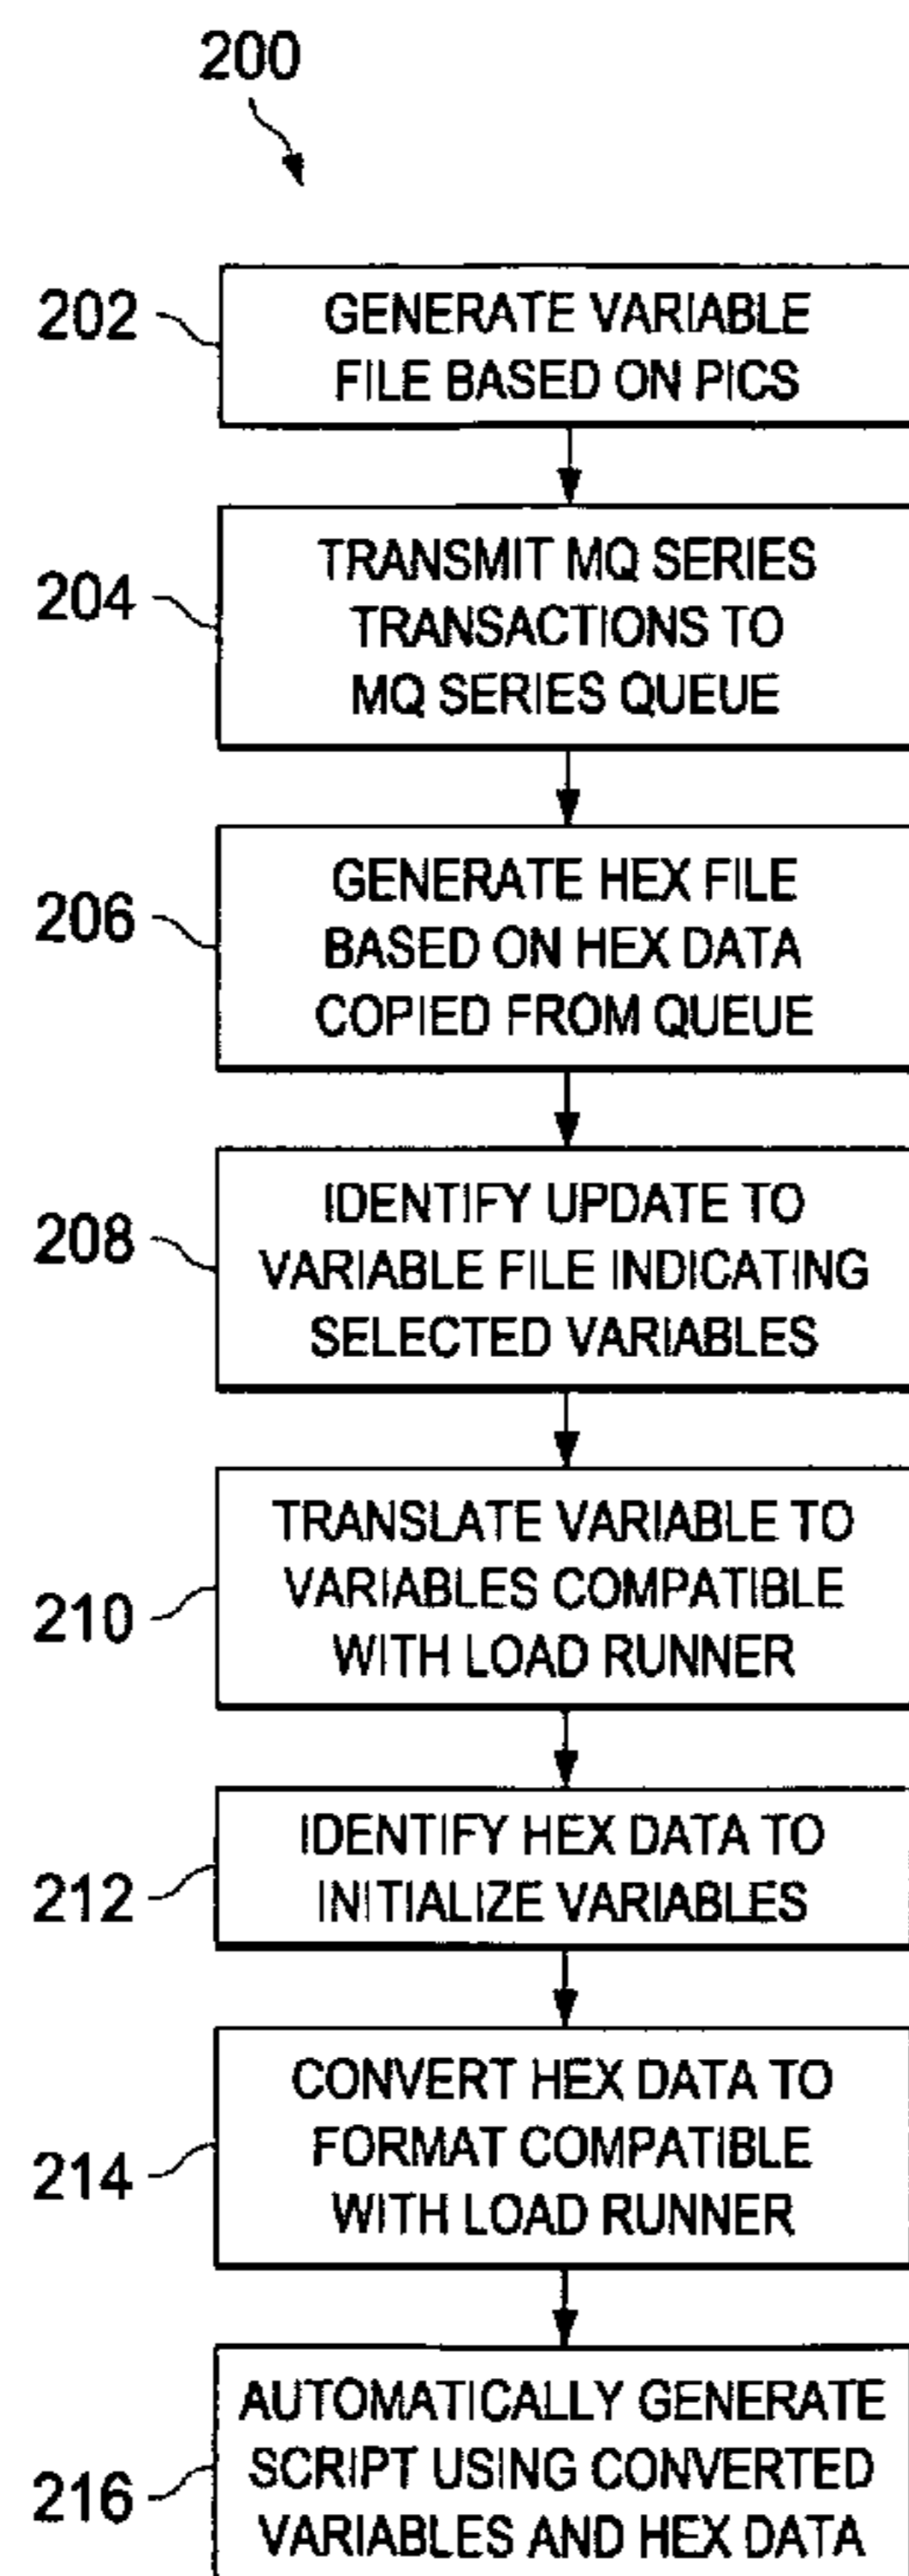 200
202
GENERATE VARIABLE
FILE BASED ON PICS
204
TRANSMIT MQ SERIES
TRANSACTIONS TO
MQ SERIES QUEUE
206
GENERATE HEX FILE
BASED ON HEX DATA
COPIED FROM QUEUE
208
IDENTIFY UPDATE TO
VARIABLE FILE INDICATING
SELECTED VARIABLES
210
TRANSLATE VARIABLE TO
VARIABLES COMPATIBLE
WITH LOAD RUNNER
212
IDENTIFY HEX DATA TO
INITIALIZE VARIABLES
214
CONVERT HEX DATA TO
FORMAT COMPATIBLE
WITH LOAD RUNNER
216
AUTOMATICALLY GENERATE
SCRIPT USING CONVERTED
VARIABLES AND HEX DATA